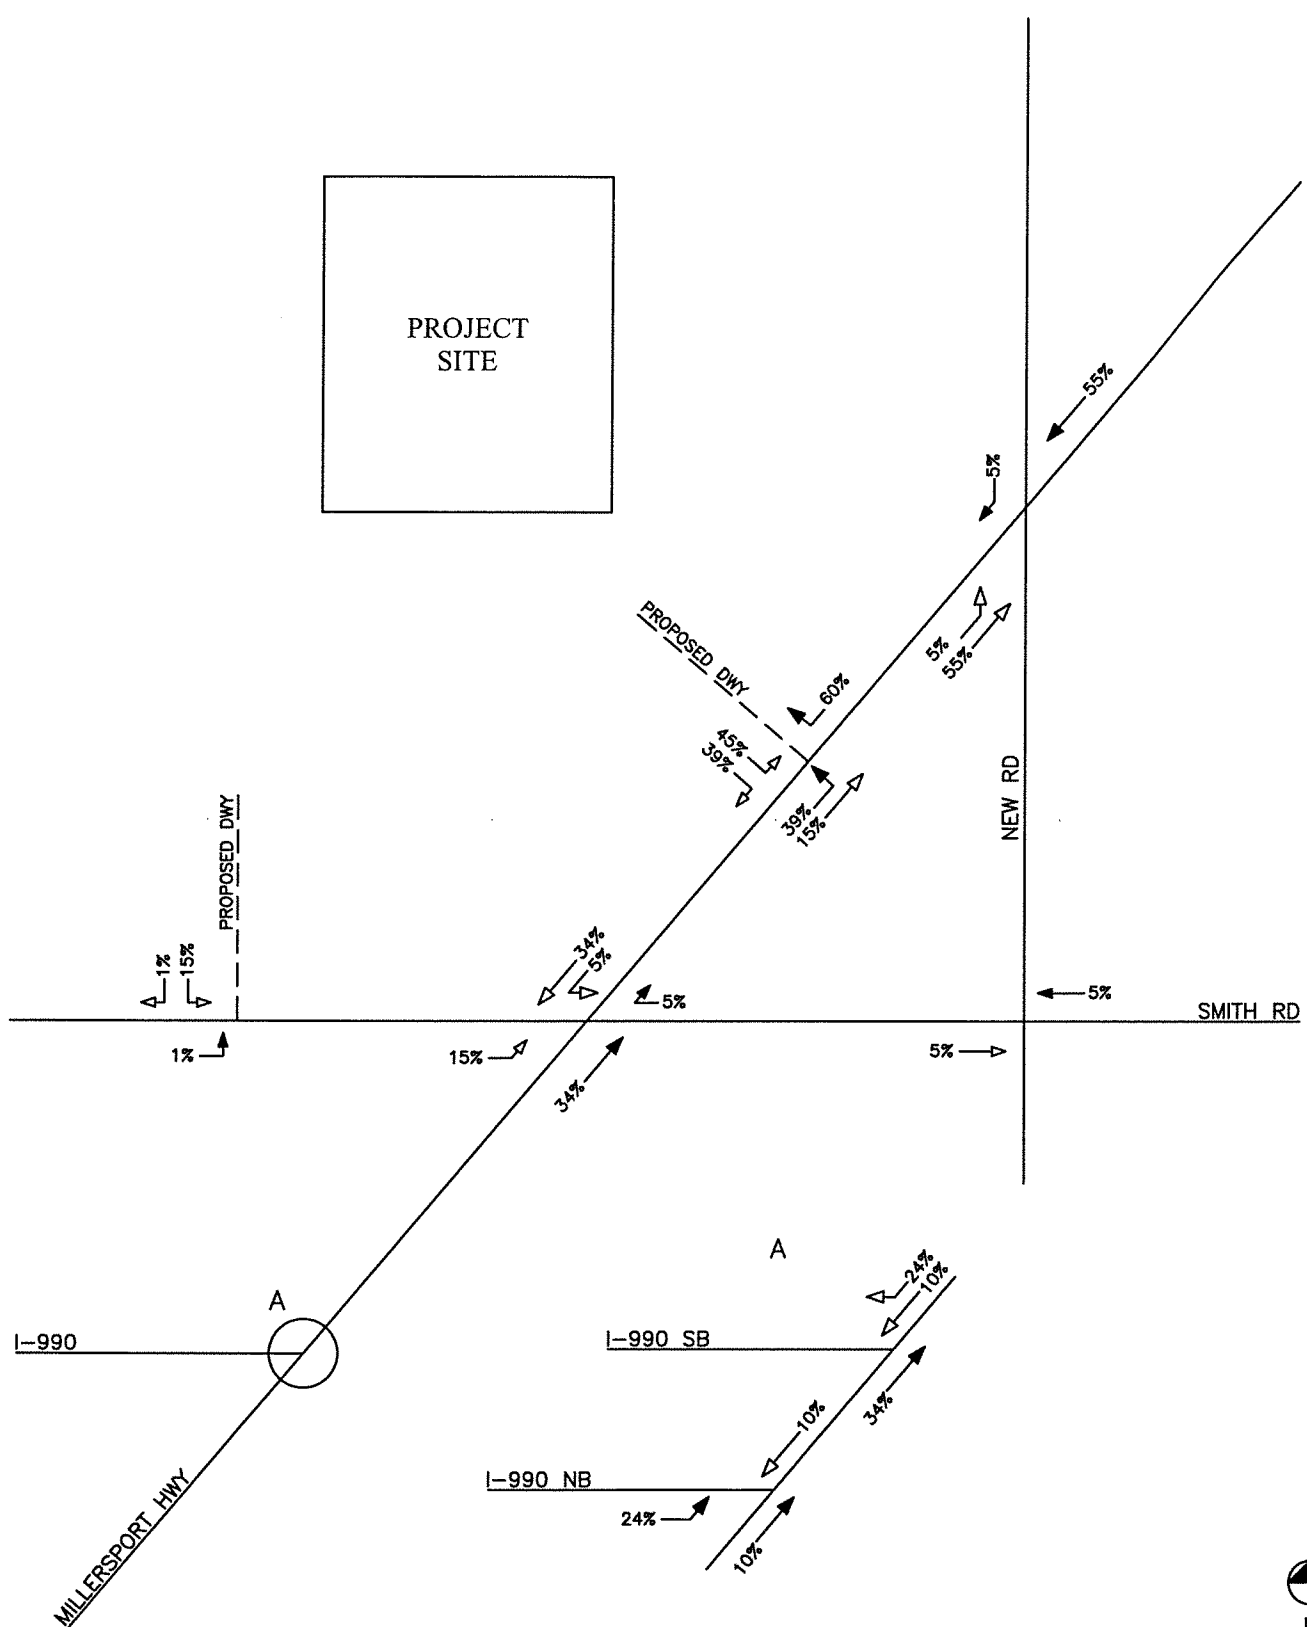 PROJECT
SITE
55%
5%
5%
55%
PROPOSED DWY
60%
45%
39%
39%
15%
NEW RD
PROPOSED DWY
1%
15%
34%
5%
5%
5%
SMITH RD
1%
15%
34%
5%
A
24%
10%
A
I-990
I-990 SB
34%
10%
I-990 NB
24%
10%
MILLERSPORT HWY